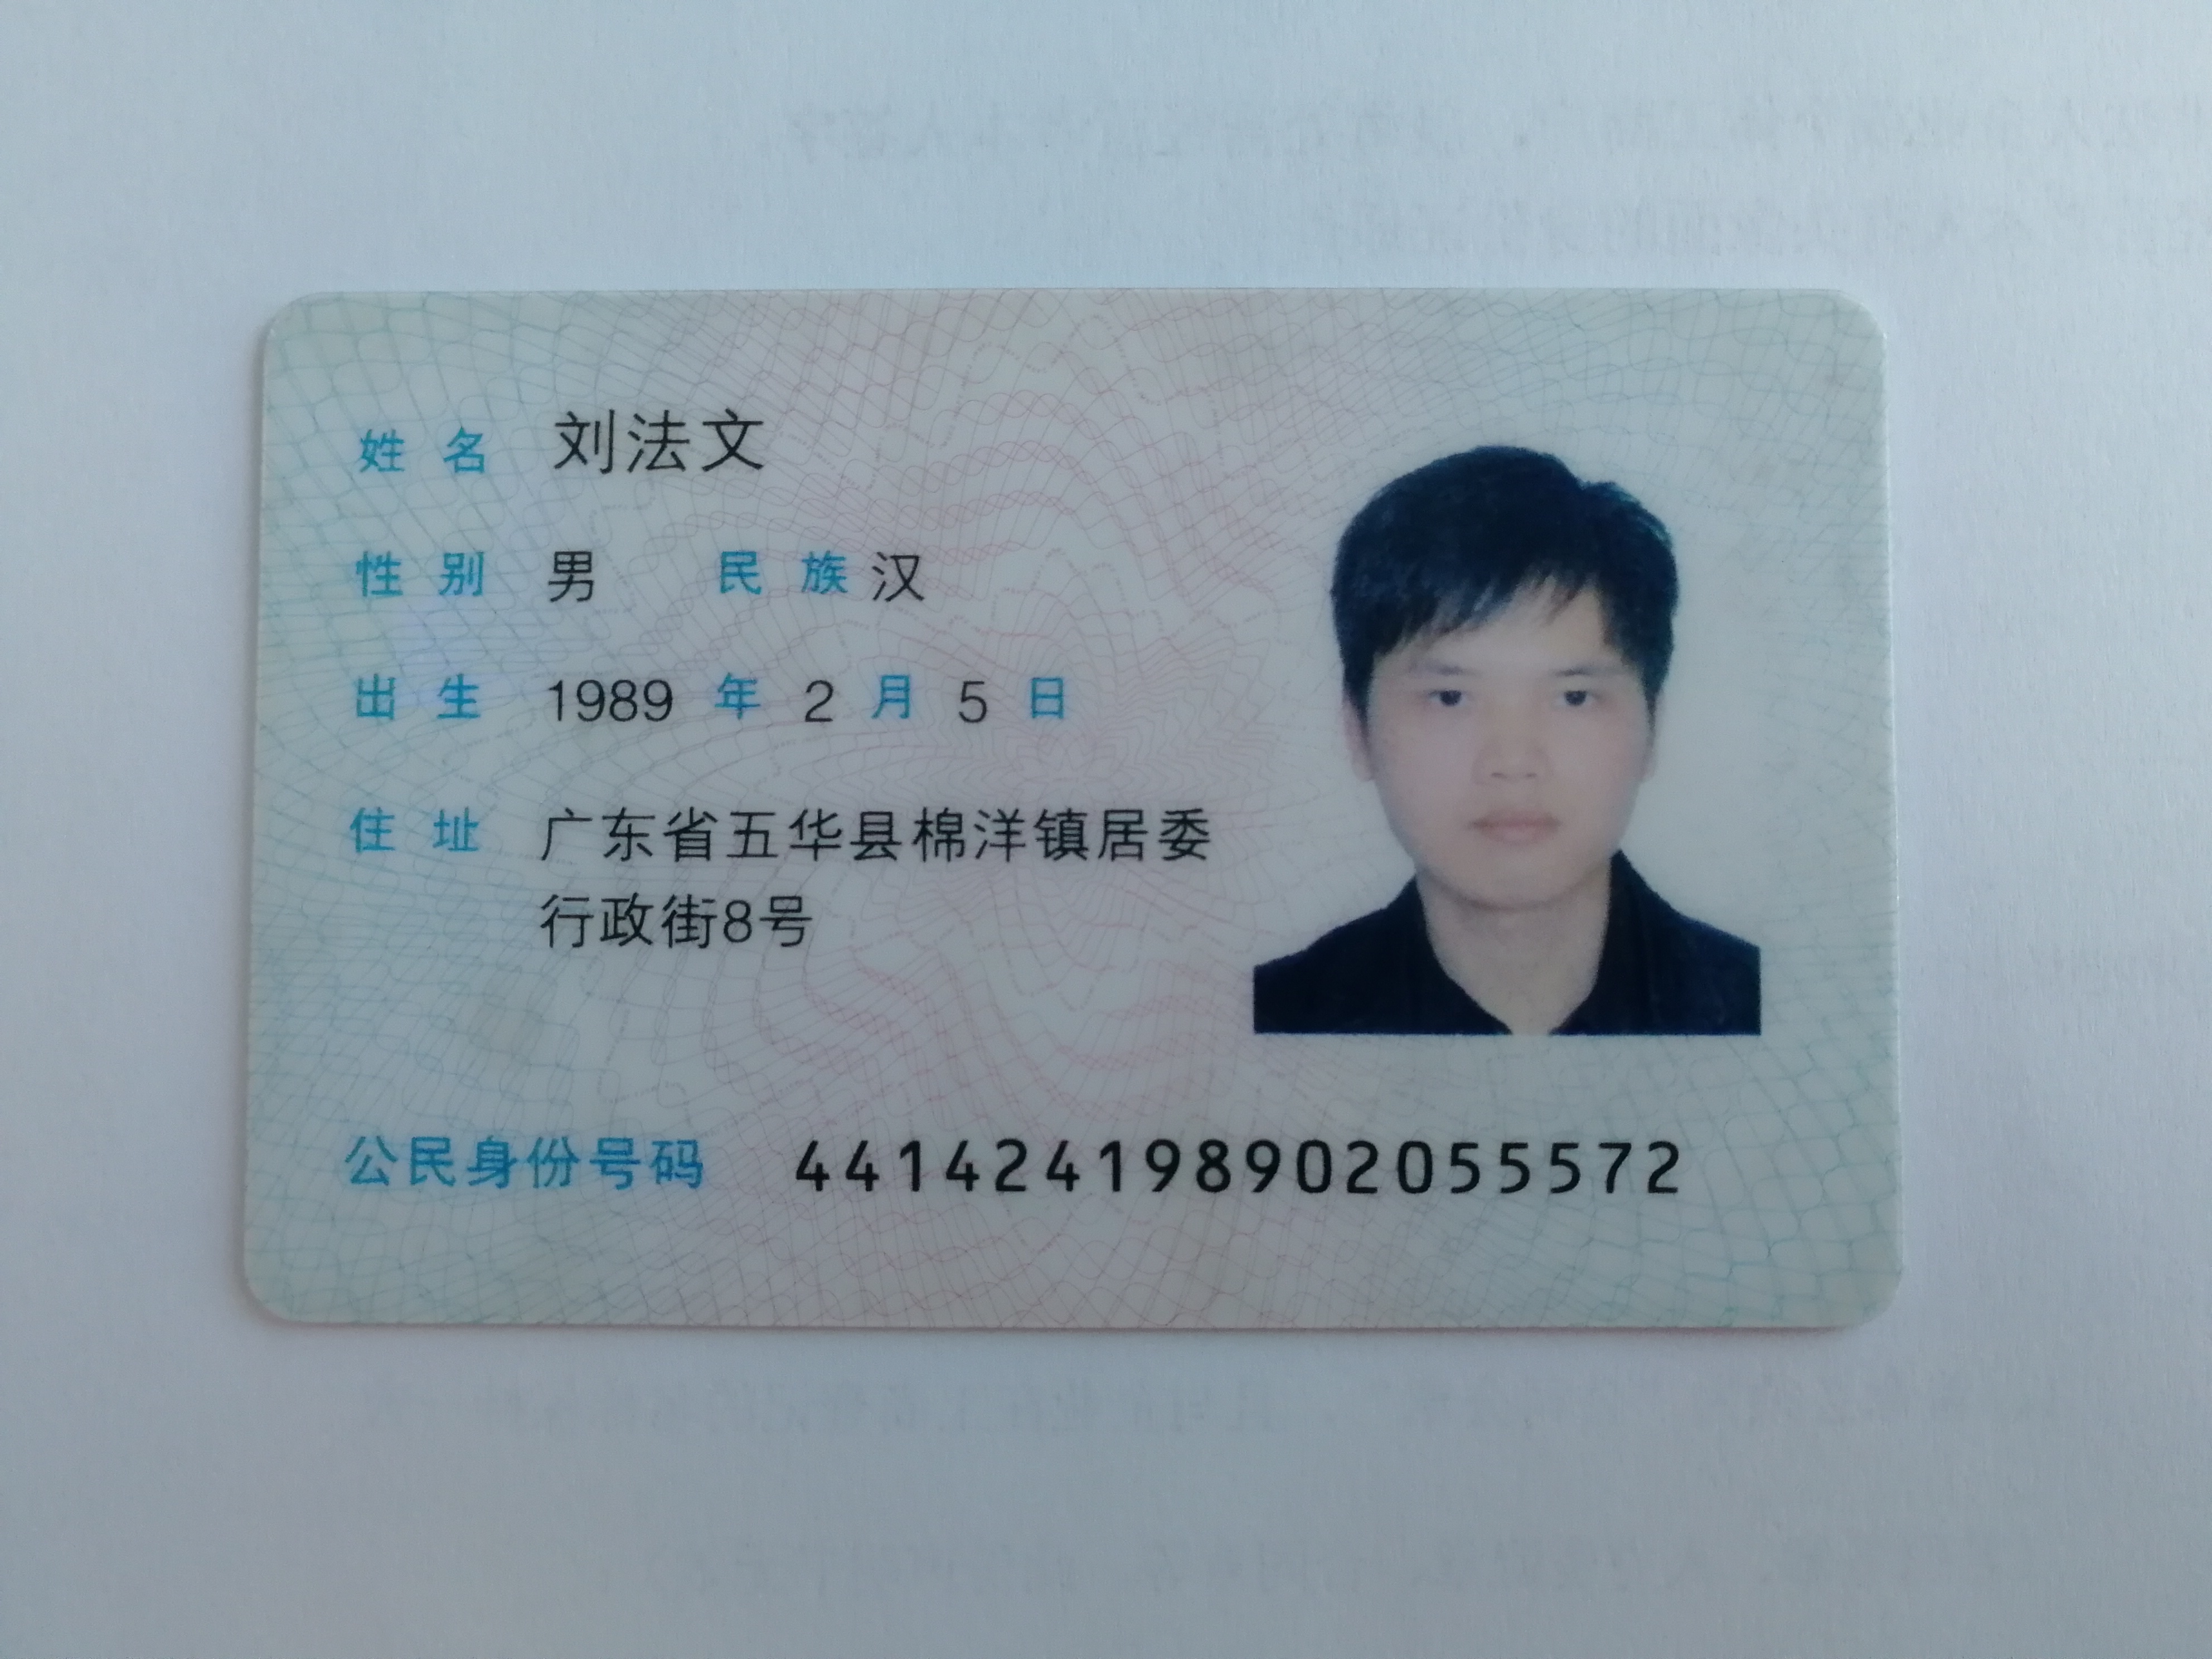 姓名 刘法文
性别 男 民族 汉
出生 1989 年 2 月 5 日
住址 广东省五华县棉洋镇居委
行政街8号
公民身份号码 441424198902055572